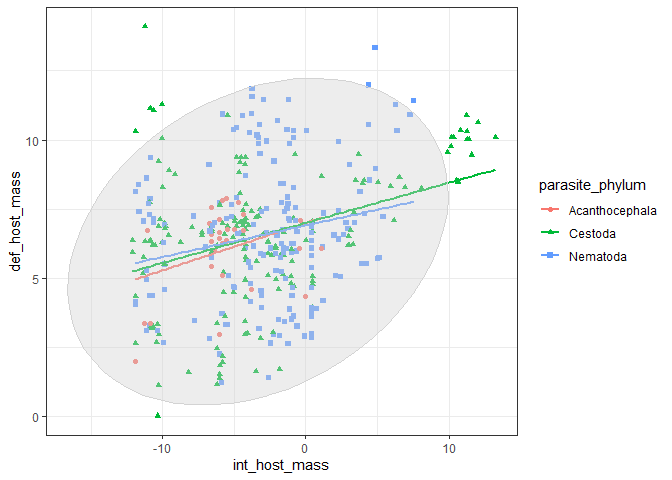 10
5
0
def_host_mass
-10
0
10
int_host_mass
parasite_phylum
Acanthocephala
Cestoda
Nematoda